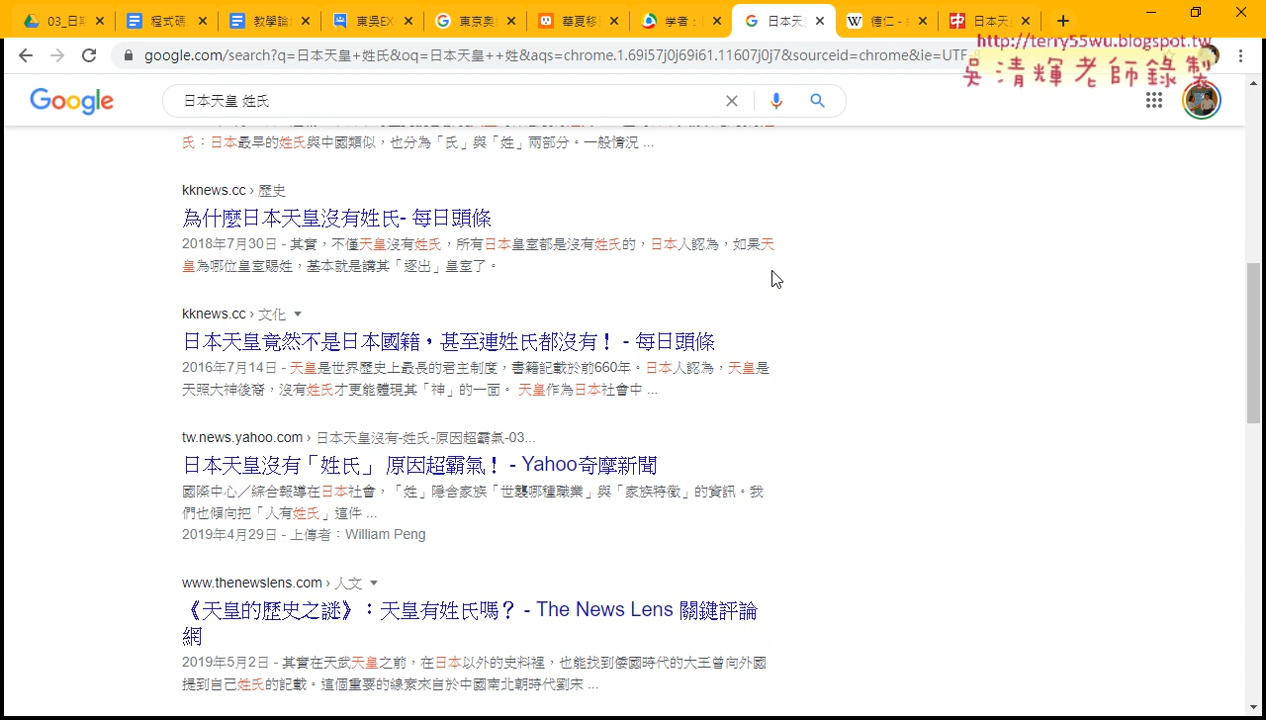 03_日期
程式碼
教學論
東吳EX
東京奧
華夏移
學者：
日本天
德仁 -
日本天
google.com/search?q=日本天皇+姓氏&oq=日本天皇++姓&aqs=chrome.1.69i57j0j69i61.11607j0j7&sourceid=chrome&ie=UTF
http://terry55wu.blogspot.tw
吳清輝老師錄製
Google
日本天皇 姓氏
氏：日本最早的姓氏與中國類似，也分為「氏」與「姓」兩部分。一般情況 ...
kknews.cc › 歷史
為什麼日本天皇沒有姓氏- 每日頭條
2018年7月30日 - 其實，不僅天皇沒有姓氏，所有日本皇室都是沒有姓氏的，日本人認為，如果天
皇為哪位皇室賜姓，基本就是講其「逐出」皇室了。
kknews.cc › 文化
日本天皇竟然不是日本國籍，甚至連姓氏都沒有！ - 每日頭條
2016年7月14日 - 天皇是世界歷史上最長的君主制度，書籍記載於前660年。日本人認為，天皇是
天照大神後裔，沒有姓氏才更能體現其「神」的一面。 天皇作為日本社會中 ...
tw.news.yahoo.com › 日本天皇沒有-姓氏-原因超霸氣-03...
日本天皇沒有「姓氏」 原因超霸氣！ - Yahoo奇摩新聞
國際中心／綜合報導在日本社會，「姓」隱含家族「世襲哪種職業」與「家族特徵」的資訊。我
們也傾向把「人有姓氏」這件 ...
2019年4月29日 - 上傳者：William Peng
www.thenewslens.com › 人文
《天皇的歷史之謎》：天皇有姓氏嗎？ - The News Lens 關鍵評論
網
2019年5月2日 - 其實在天武天皇之前，在日本以外的史料裡，也能找到倭國時代的大王曾向外國
提到自己姓氏的記載。這個重要的線索來自於中國南北朝時代劉宋 ...